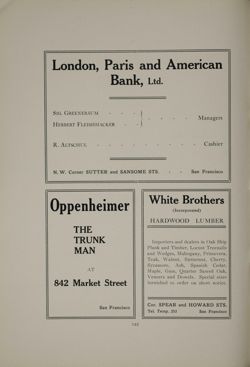 London, Paris and American
Bank, Ltd.
Sig. Greenebaum - - - } - - - - Managers
Herbert Fleishhacker - - }
R. Altschul - - - - - - - - Cashier
N. W. Corner SUTTER and SANSOME STS. - - San Francisco
Oppenheimer
THE
TRUNK
MAN
AT
842 Market Street
San Francisco
White Brothers
(Incorporated)
HARDWOOD LUMBER
Importers and dealers in Oak Ship
Plank and Timber, Locust Treenails
and Wedges, Mahogany, Primavera,
Teak, Walnut, Butternut, Cherry,
Sycamore, Ash, Spanish Cedar,
Maple, Gum, Quarter Sawed Oak,
Veneers and Dowels. Special sizes
furnished to order on short notice.
Cor. SPEAR and HOWARD STS.
Tel. Temp. 251 San Francisco